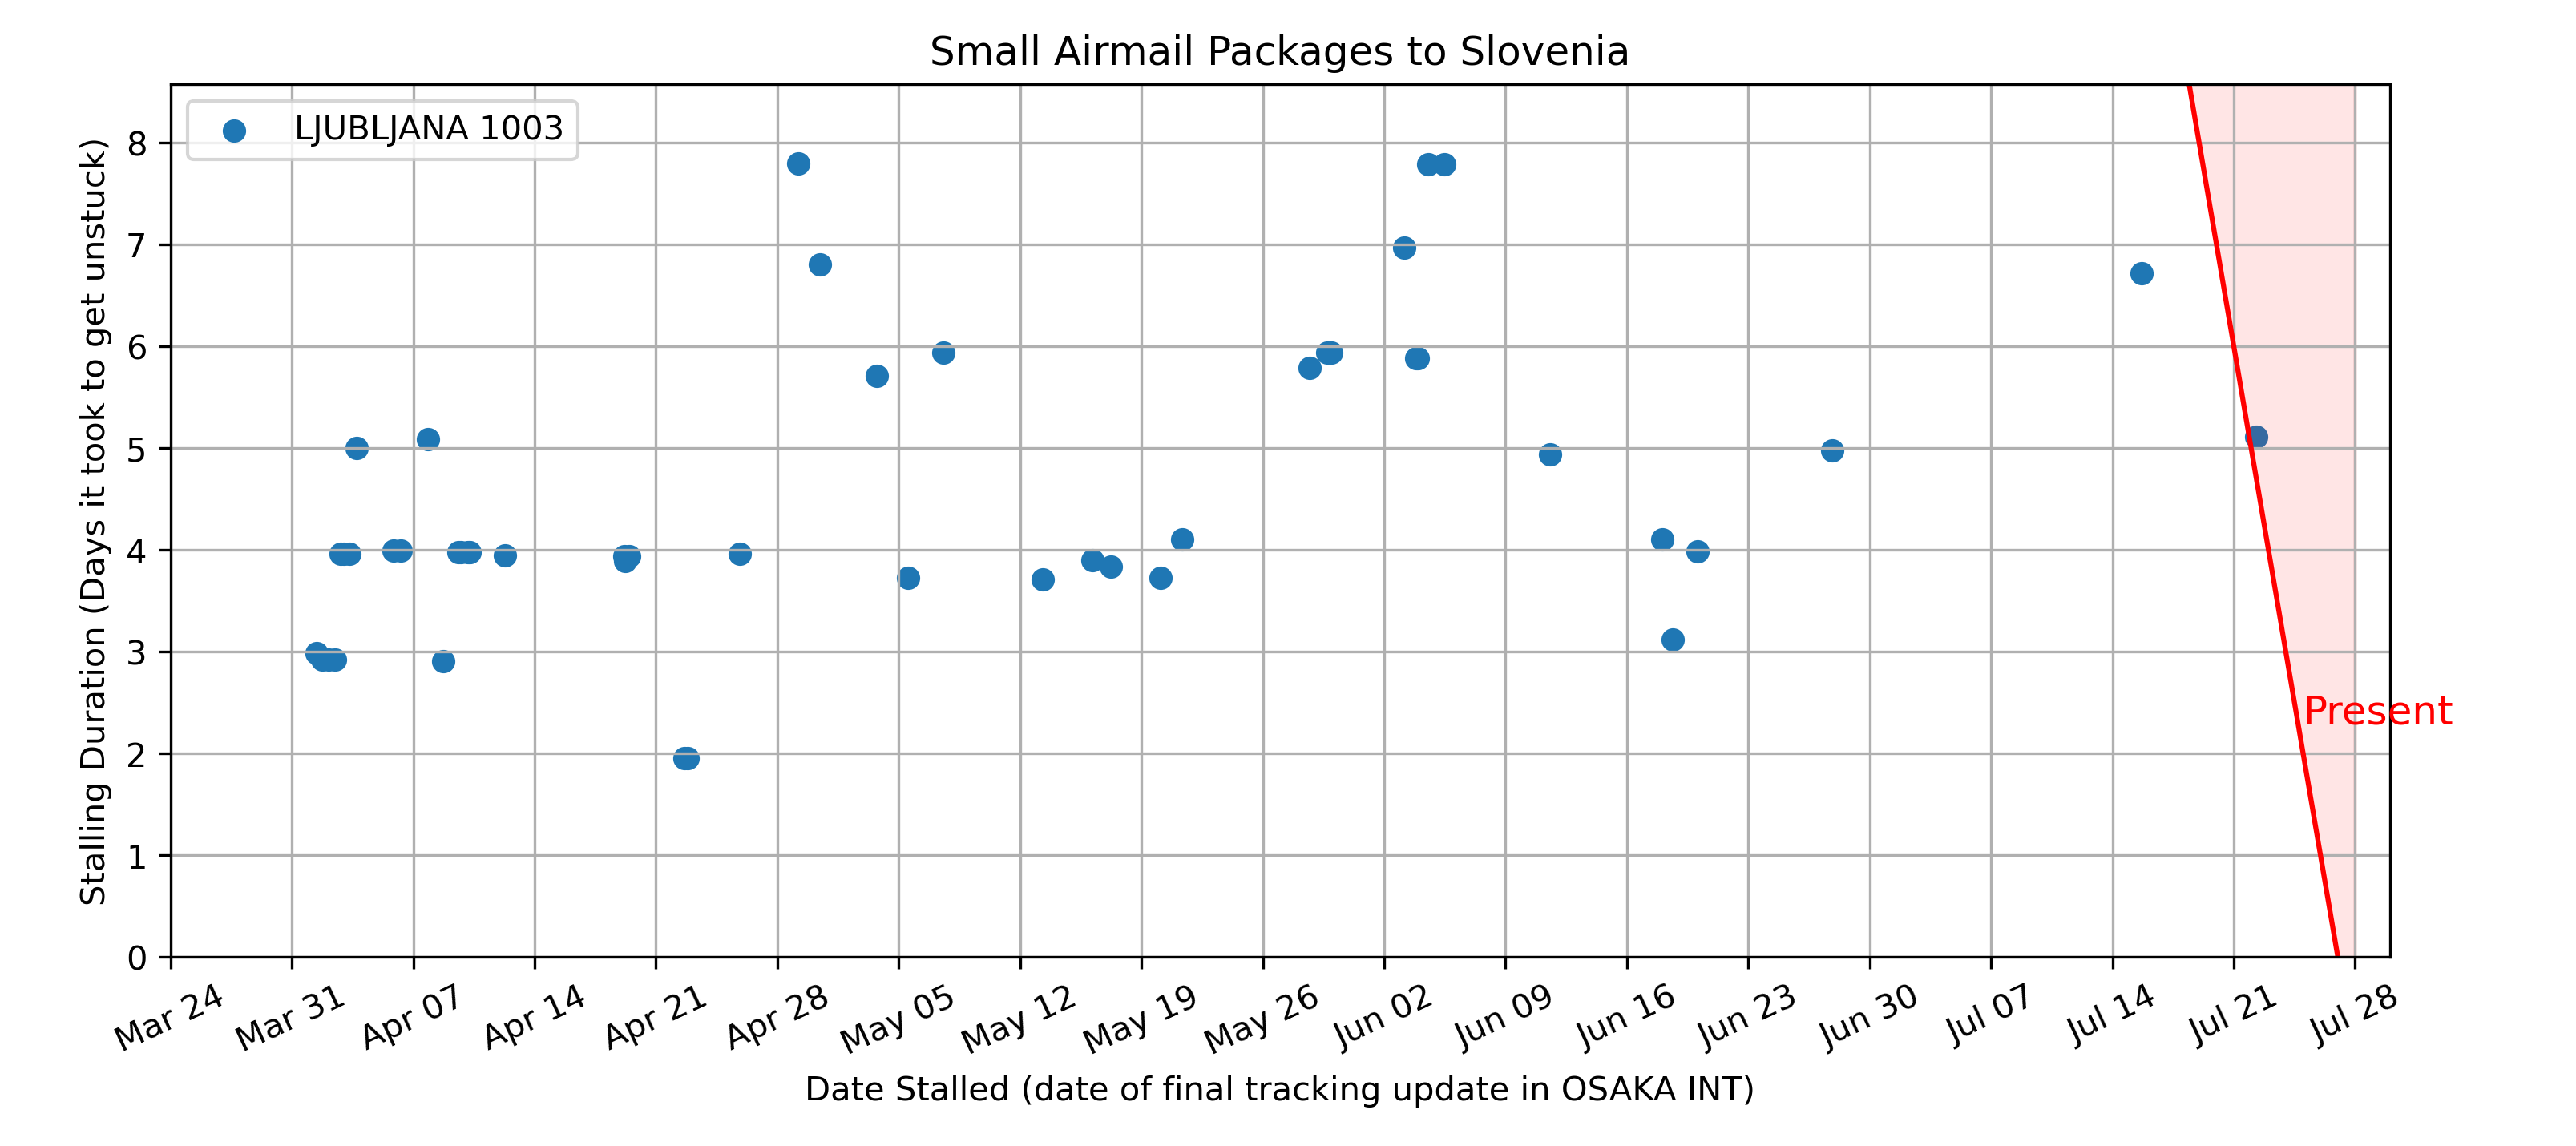 Small Airmail Packages to Slovenia
LJUBLJANA 1003
Stalling Duration (Days it took to get unstuck)
8
7
6
5
4
3
2
1
0
Present
Mar 24
Mar 31
Apr 07
Apr 14
Apr 21
Apr 28
May 05
May 12
May 19
May 26
Jun 02
Jun 09
Jun 16
Jun 23
Jun 30
Jul 07
Jul 14
Jul 21
Jul 28
Date Stalled (date of final tracking update in OSAKA INT)